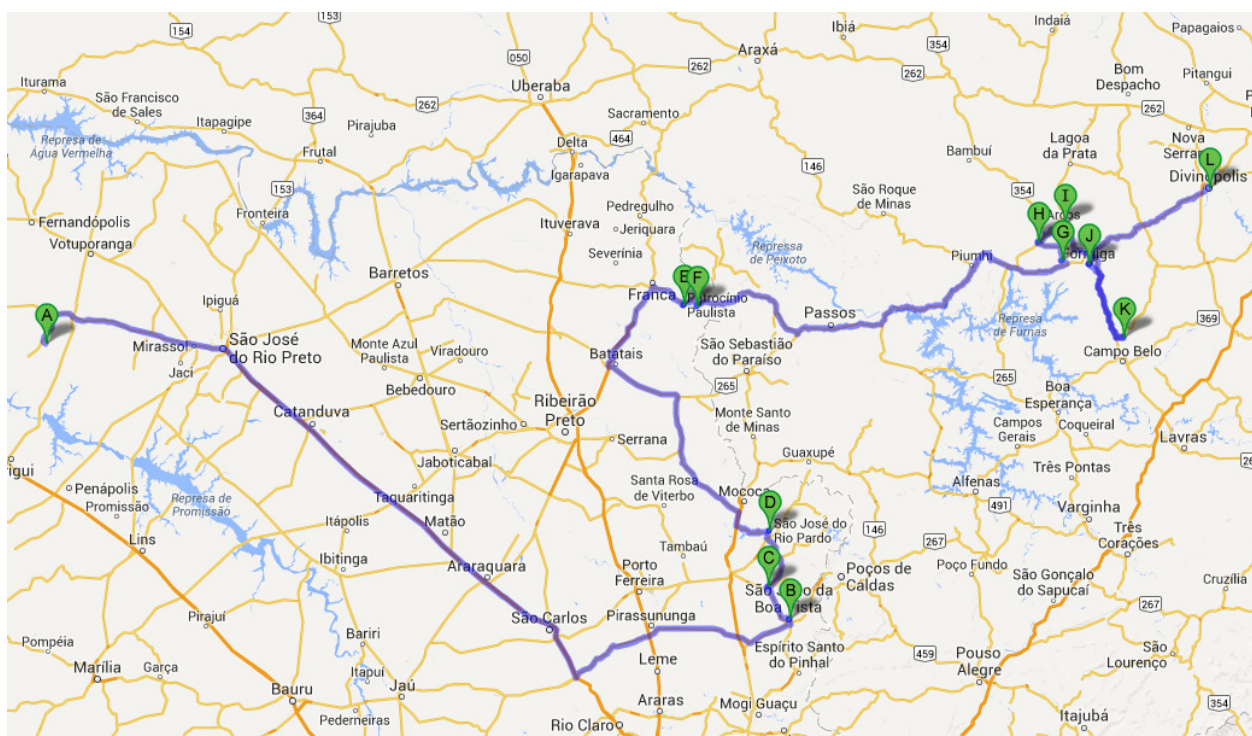 153
Ibiá
Indaiá
Papagaios
154
Araxá
354
050
262
Bom
Despacho
Pitangui
Iturama
São Francisco
de Sales
262
Uberaba
262
262
Sacramento
364
Itapagipe
Pirajuba
Represa de
Água Vermelha
Delta
464
Lagoa
da Prata
Nova
Frutal
Igarapava
146
Bambuí
L
Divinópolis
153
354
São Roque
de Minas
I
Arcos
Fernandópolis
Fronteira
Ituverava
Pedregulho
Jeriquara
H
G
J
Votuporanga
Severínia
Represa
de Peixoto
Piumhi
Formiga
Barretos
E
F
Franca
Patrocínio
Paulista
A
Ipiguá
Passos
Represa
de Furnas
K
369
Mirassol
São José
do Rio Preto
Monte Azul
Paulista
Viradouro
Batatais
São Sebastião
do Paraíso
Campo Belo
Jaci
Bebedouro
265
265
Boa
Esperança
Catanduva
Ribeirão
Preto
Sertãozinho
Monte Santo
de Minas
Campos
Gerais
Coqueiral
Serrana
Lavras
Jaboticabal
Guaxupé
Três Pontas
Penápolis
Promissão
Represa de
Promissão
Taquaritinga
Santa Rosa
de Viterbo
Mococa
Alfenas
491
Varginha
Itápolis
Matão
D
São José do
Rio Pardo
146
Três
Corações
Lins
Tambaú
267
Ibitinga
Araraquara
Porto
Ferreira
C
Poços de
Caldas
Poço Fundo
São Gonçalo
do Sapucaí
Cruzília
B
São João da
Boa Vista
267
Pirajuí
São Carlos
Pirassununga
Bariri
Espírito Santo
do Pinhal
São
Lourenço
Pompéia
Marília
Garça
Itapuí
Leme
459
Pouso
Alegre
Bauru
Jaú
Araras
Mogi Guaçu
354
Pederneiras
Rio Claro
Itajubá